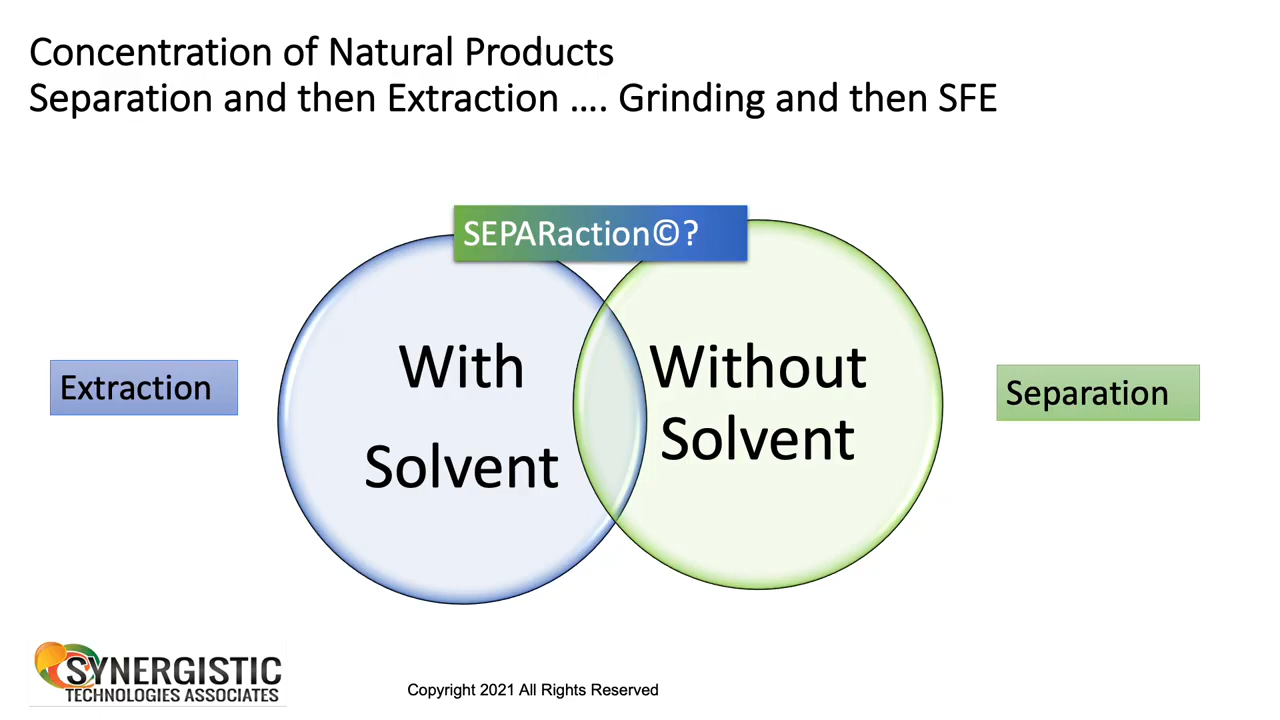 Concentration of Natural Products
Separation and then Extraction …. Grinding and then SFE
SEPARaction©?
With
Solvent
Without
Solvent
Extraction
Separation
SYNERGISTIC
TECHNOLOGIES ASSOCIATES
Copyright 2021 All Rights Reserved